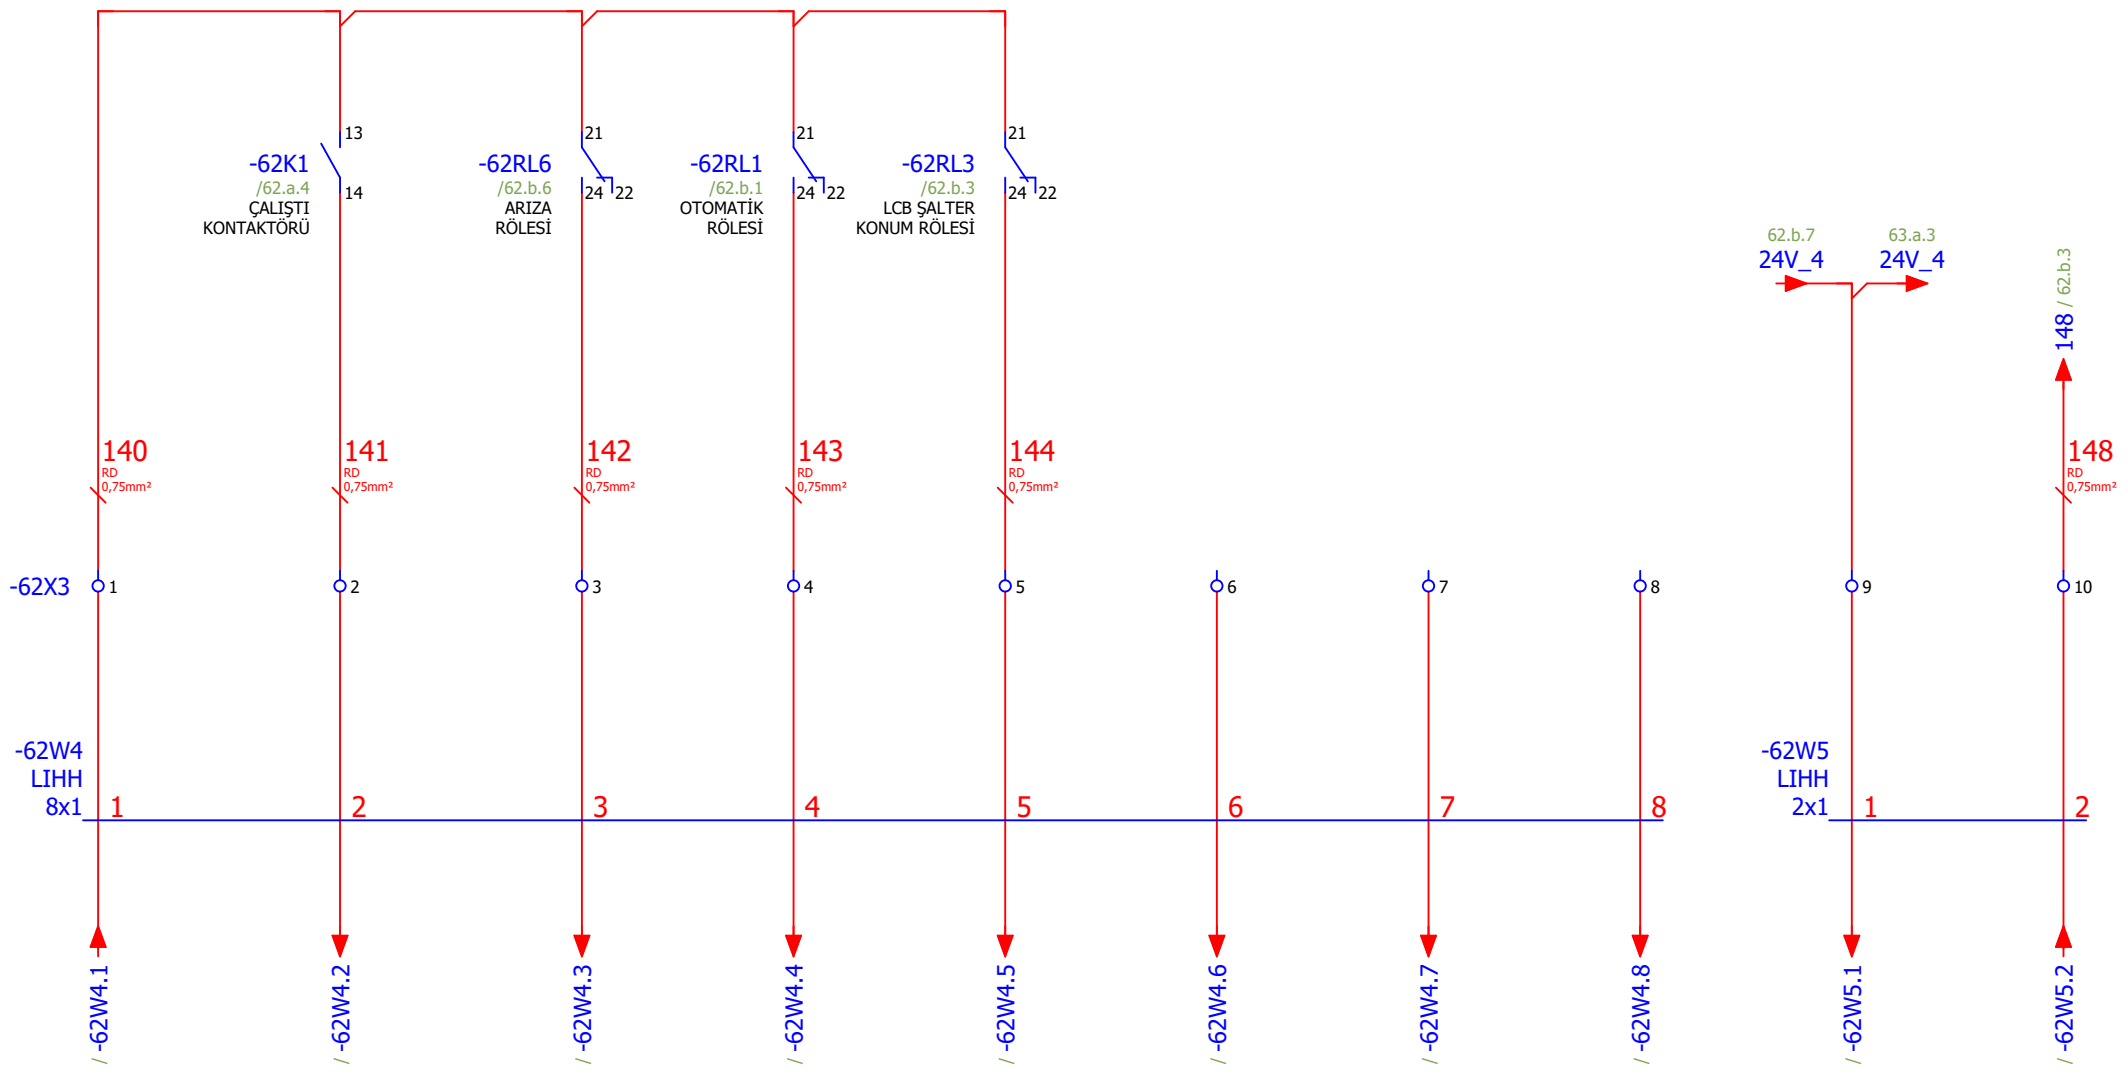 13
14
-62K1
/62.a.4
ÇALIŞTI
KONTAKTÖRÜ
21
24
22
-62RL6
/62.b.6
ARIZA
RÖLESİ
21
24
22
-62RL1
/62.b.1
OTOMATİK
RÖLESİ
21
24
22
-62RL3
/62.b.3
LCB ŞALTER
KONUM RÖLESİ
62.b.7
24V_4
63.a.3
24V_4
148 / 62.b.3
140
RD
0,75mm²
141
RD
0,75mm²
142
RD
0,75mm²
143
RD
0,75mm²
144
RD
0,75mm²
148
RD
0,75mm²
-62X3
1
2
3
4
5
6
7
8
9
10
-62W4
LIHH
8x1
1
2
3
4
5
6
7
8
-62W5
LIHH
2x1
1
2
/ -62W4.1
/ -62W4.2
/ -62W4.3
/ -62W4.4
/ -62W4.5
/ -62W4.6
/ -62W4.7
/ -62W4.8
/ -62W5.1
/ -62W5.2